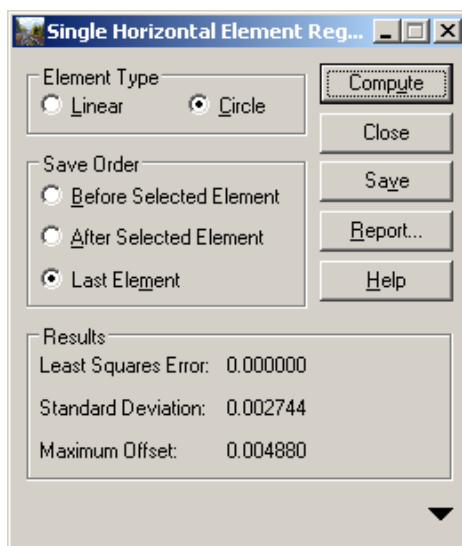 Single Horizontal Element Reg...
Element Type
Linear
Circle
Compute
Close
Save Order
Before Selected Element
After Selected Element
Last Element
Save
Report...
Help
Results
Least Squares Error: 0.000000
Standard Deviation: 0.002744
Maximum Offset: 0.004880